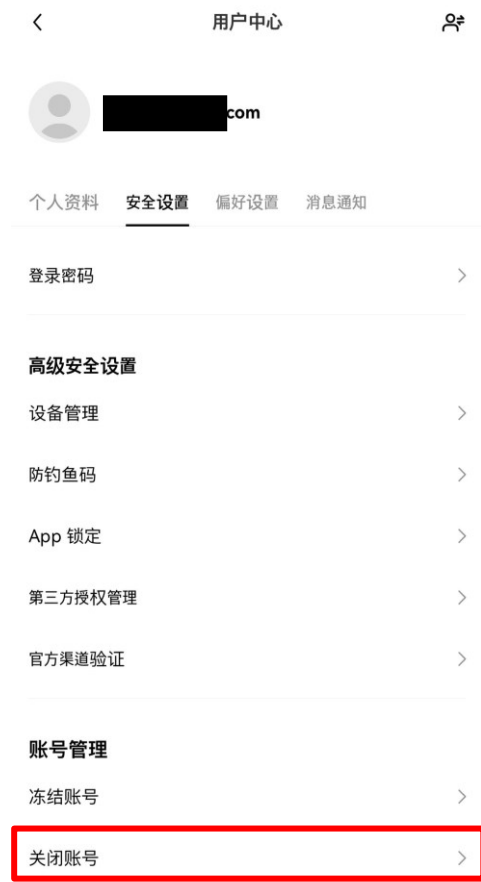 用户中心
com
个人资料 安全设置 偏好设置 消息通知
登录密码
高级安全设置
设备管理
防钓鱼码
App 锁定
第三方授权管理
官方渠道验证
账号管理
冻结账号
关闭账号